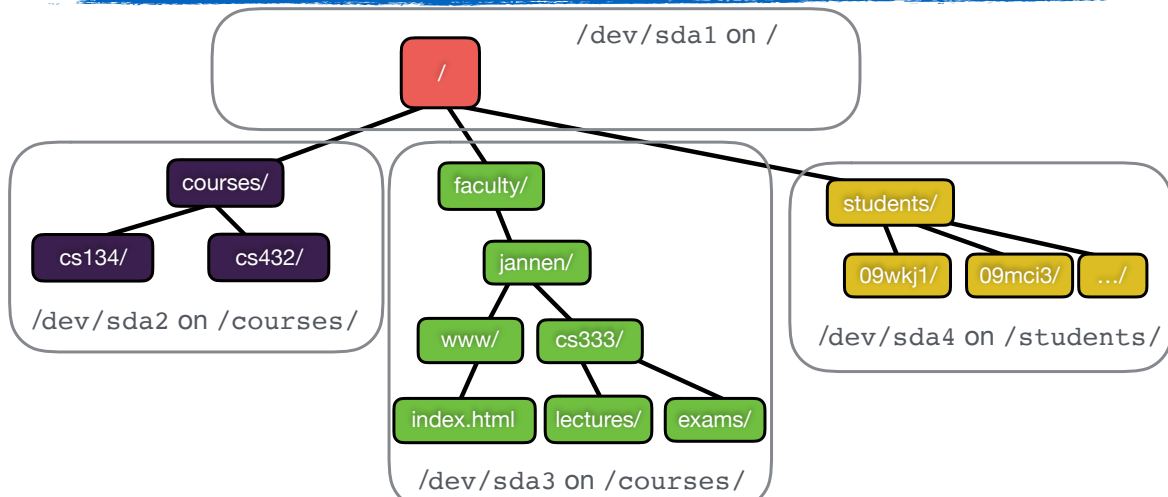 /dev/sda1 on /
/
courses/
faculty/
students/
cs134/
cs432/
jannen/
09wkj1/
09mci3/
…/
/dev/sda2 on /courses/
www/
cs333/
/dev/sda4 on /students/
index.html
lectures/
exams/
/dev/sda3 on /courses/